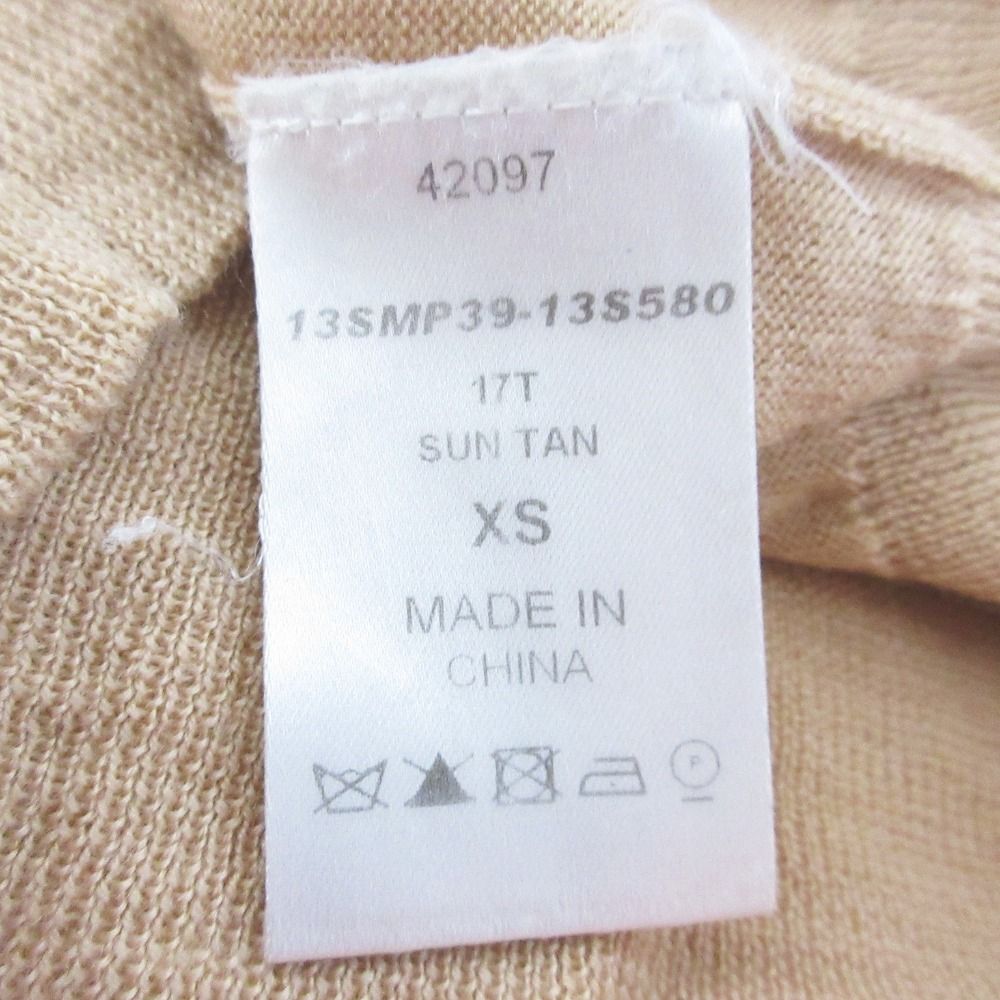 42097
13SMP39-13S580
17T
SUN TAN
XS
MADE IN
CHINA
P